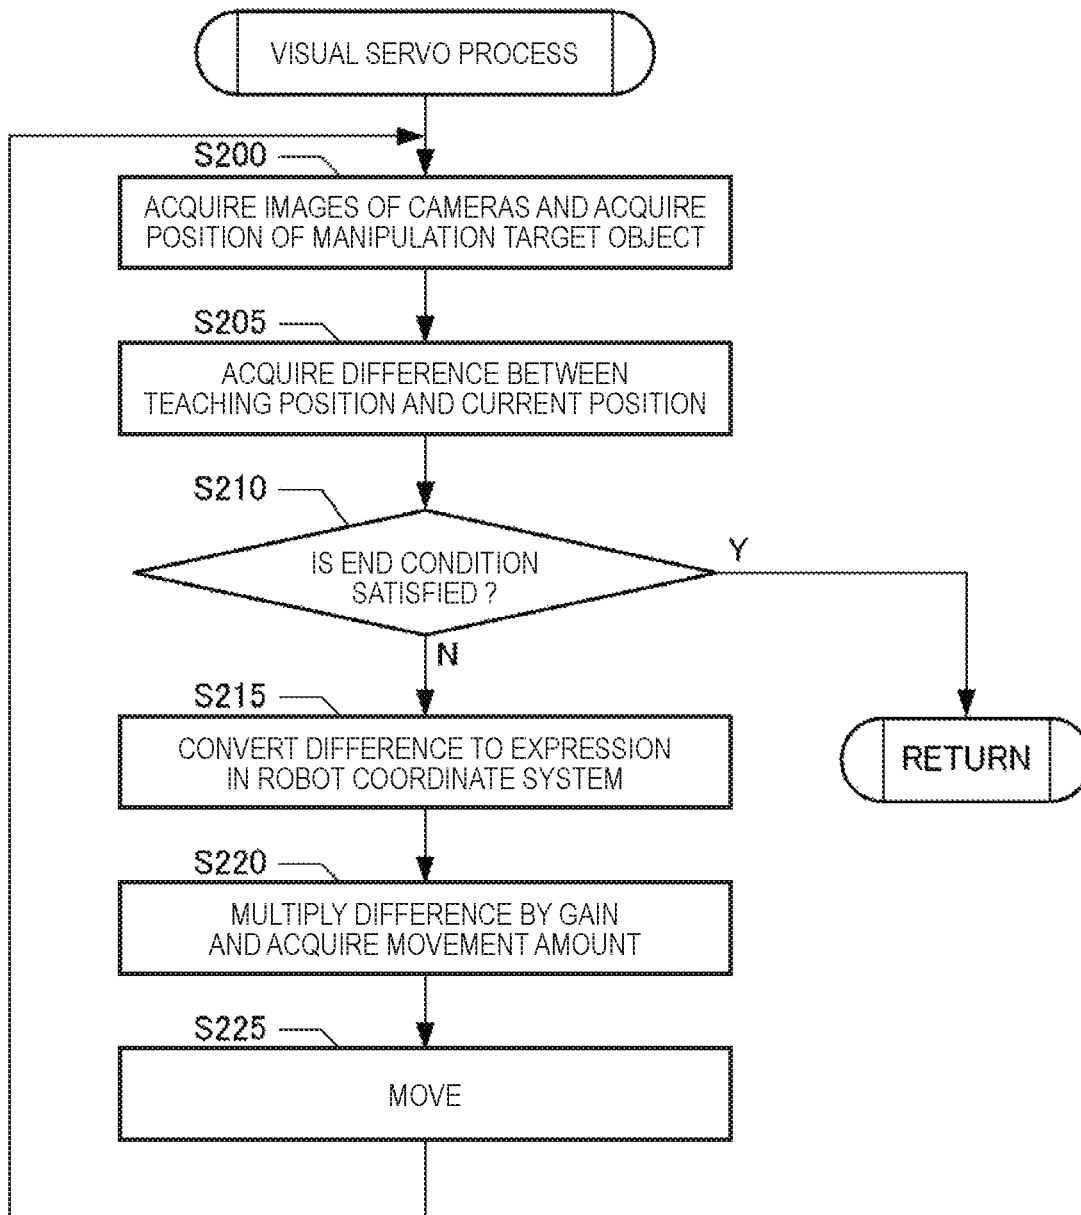 VISUAL SERVO PROCESS
S200
ACQUIRE IMAGES OF CAMERAS AND ACQUIRE
POSITION OF MANIPULATION TARGET OBJECT
S205
ACQUIRE DIFFERENCE BETWEEN
TEACHING POSITION AND CURRENT POSITION
S210
IS END CONDITION
SATISFIED ?
Y
N
S215
CONVERT DIFFERENCE TO EXPRESSION
IN ROBOT COORDINATE SYSTEM
RETURN
S220
MULTIPLY DIFFERENCE BY GAIN
AND ACQUIRE MOVEMENT AMOUNT
S225
MOVE